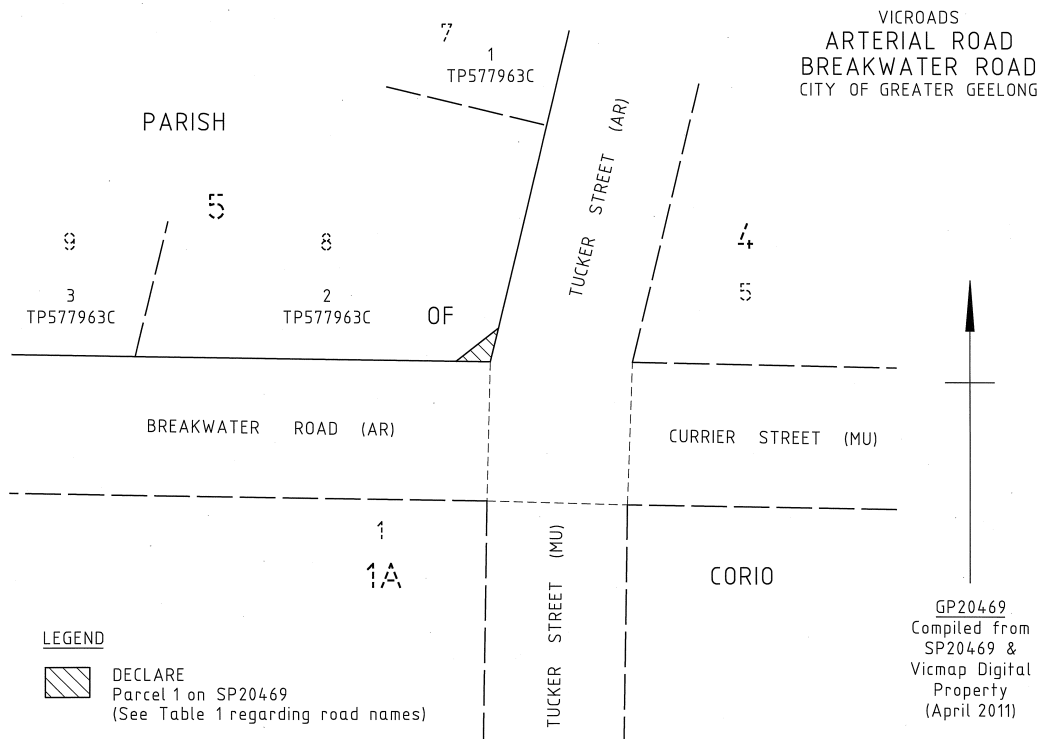 VICROADS
ARTERIAL ROAD
BREAKWATER ROAD
CITY OF GREATER GEELONG
7
1
TP577963C
PARISH
TUCKER STREET (AR)
5
9
8
4
3
TP577963C
2
TP577963C
OF
5
BREAKWATER ROAD (AR)
CURRIER STREET (MU)
1
1A
TUCKER STREET (MU)
CORIO
GP20469
Compiled from
SP20469 &
Vicmap Digital
Property
(April 2011)
LEGEND
DECLARE
Parcel 1 on SP20469
(See Table 1 regarding road names)